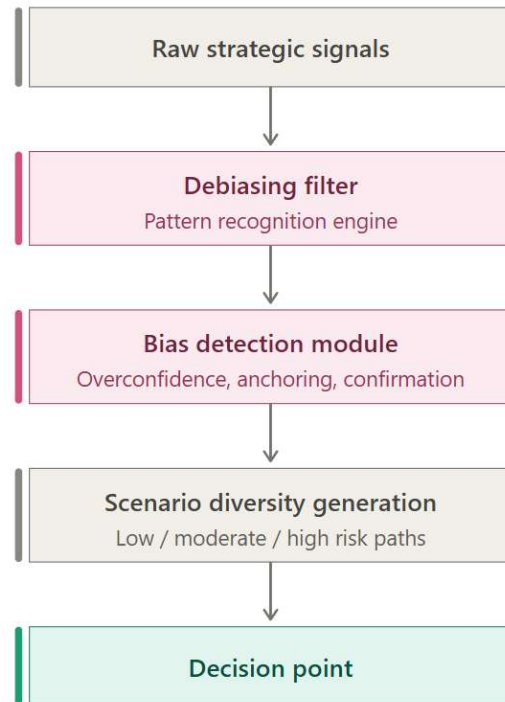 Raw strategic signals
Debiasing filter
Pattern recognition engine
Bias detection module
Overconfidence, anchoring, confirmation
Scenario diversity generation
Low / moderate / high risk paths
Decision point